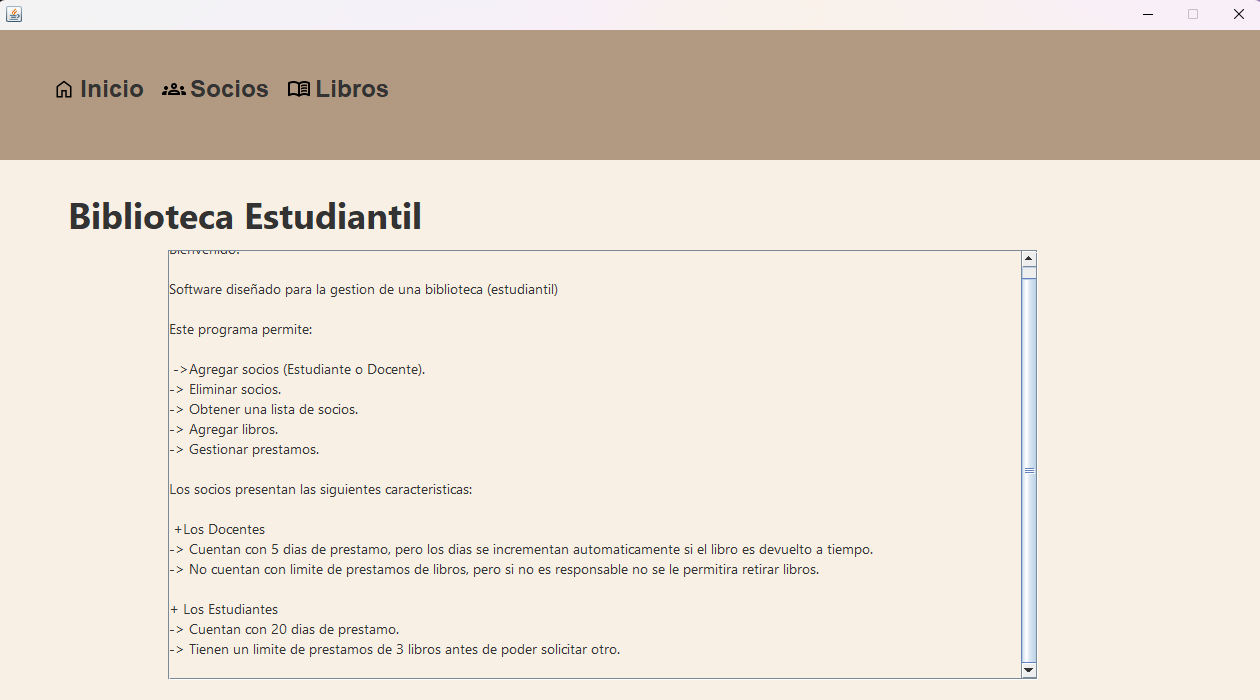 Inicio Socios Libros
Biblioteca Estudiantil
Bienvenido.
Software diseñado para la gestion de una biblioteca (estudiantil)
Este programa permite:
->Agregar socios (Estudiante o Docente).
-> Eliminar socios.
-> Obtener una lista de socios.
-> Agregar libros.
-> Gestionar prestamos.
Los socios presentan las siguientes caracteristicas:
+Los Docentes
-> Cuentan con 5 dias de prestamo, pero los dias se incrementan automaticamente si el libro es devuelto a tiempo.
-> No cuentan con limite de prestamos de libros, pero si no es responsable no se le permitira retirar libros.
+ Los Estudiantes
-> Cuentan con 20 dias de prestamo.
-> Tienen un limite de prestamos de 3 libros antes de poder solicitar otro.